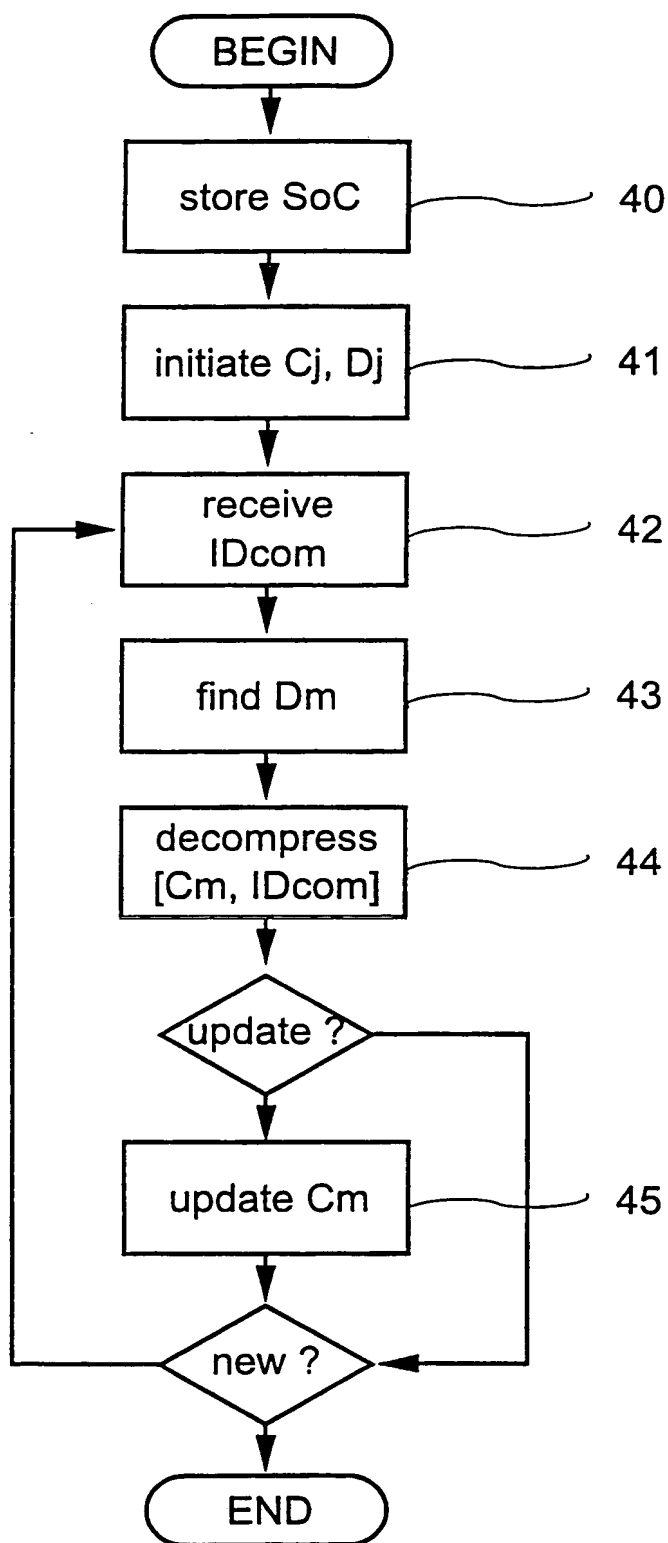 BEGIN
store SoC
40
initiate Cj, Dj
41
receive
IDcom
42
find Dm
43
decompress
[Cm, IDcom]
44
update ?
update Cm
45
new ?
END